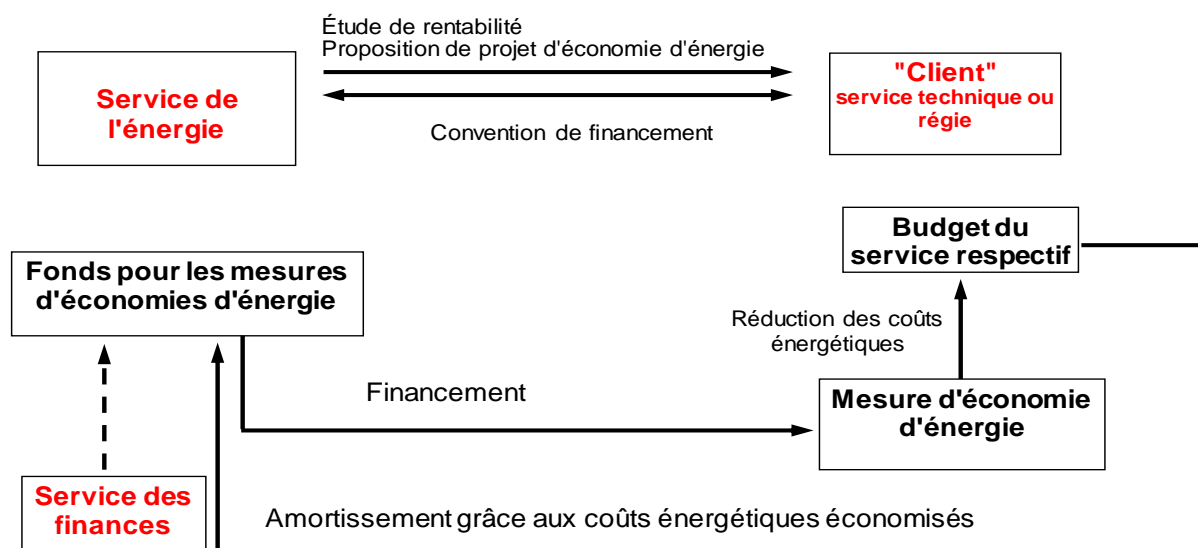 Étude de rentabilité
Proposition de projet d'économie d'énergie
Service de
l'énergie
"Client"
service technique ou
régie
Convention de financement
Budget du
service respectif
Fonds pour les mesures
d'économies d'énergie
Réduction des coûts
énergétiques
Financement
Mesure d'économie
d'énergie
Service des
finances
Amortissement grâce aux coûts énergétiques économisés